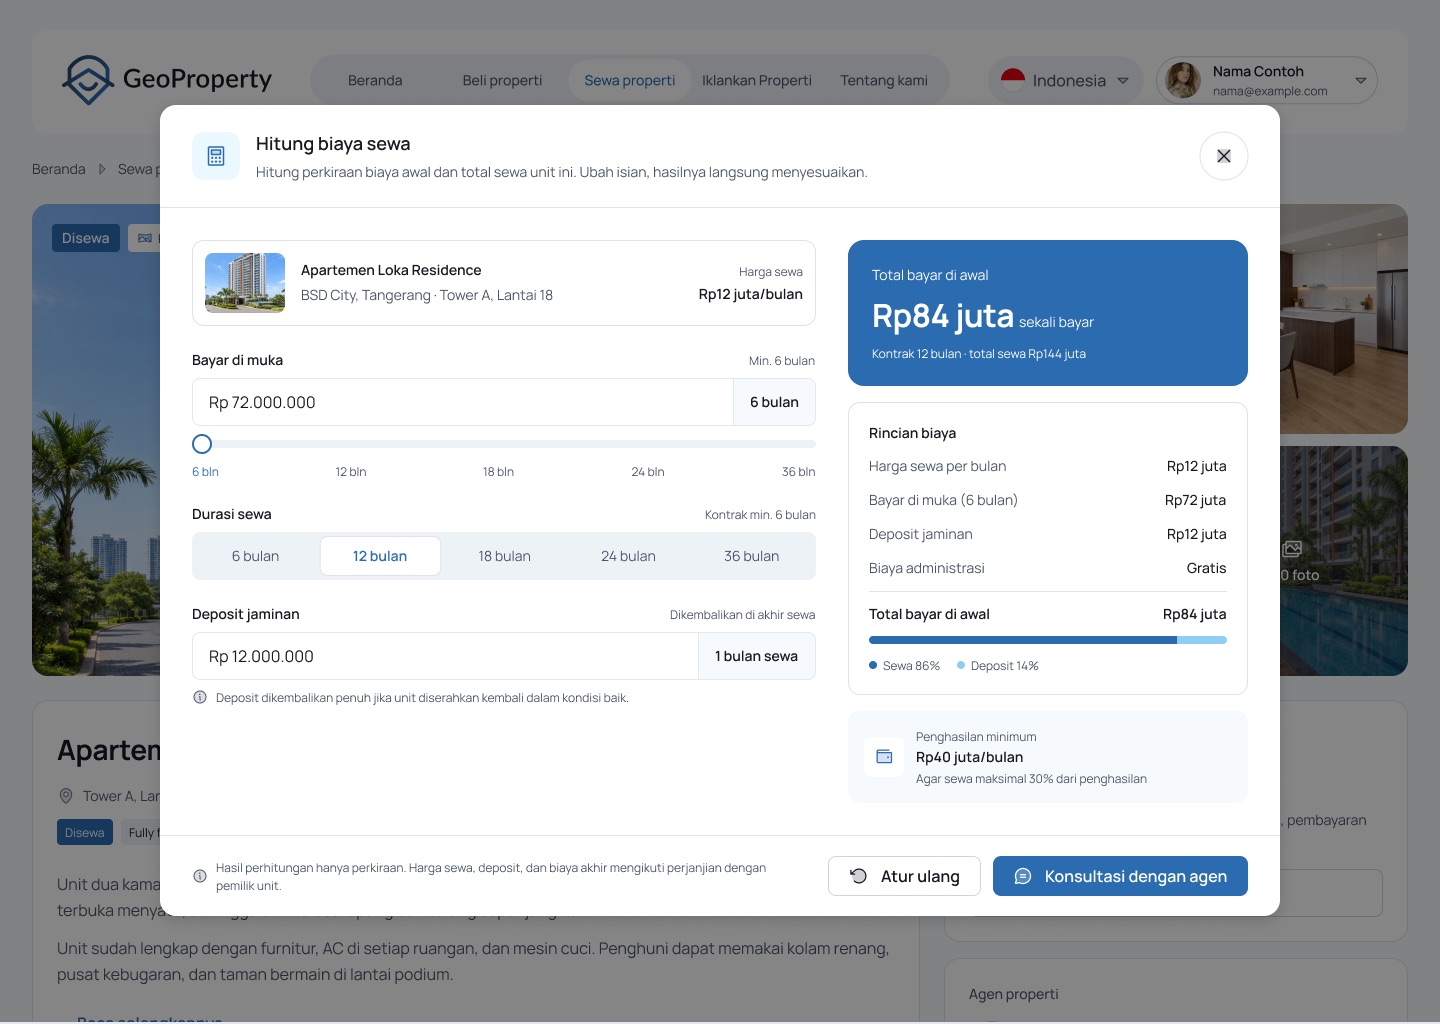 GeoProperty
Beranda
Beli properti
Sewa properti
Iklankan Properti
Tentang kami
Indonesia
Nama Contoh
nama@example.com
Beranda
Sewa
Disewa
Hitung biaya sewa
Hitung perkiraan biaya awal dan total sewa unit ini. Ubah isian, hasilnya langsung menyesuaikan.
Apartemen Loka Residence
BSD City, Tangerang · Tower A, Lantai 18
Harga sewa
Rp12 juta/bulan
Bayar di muka
Min. 6 bulan
Rp 72.000.000
6 bulan
6 bln
12 bln
18 bln
24 bln
36 bln
Durasi sewa
Kontrak min. 6 bulan
6 bulan
12 bulan
18 bulan
24 bulan
36 bulan
Deposit jaminan
Dikembalikan di akhir sewa
Rp 12.000.000
1 bulan sewa
Deposit dikembalikan penuh jika unit diserahkan kembali dalam kondisi baik.
Total bayar di awal
Rp84 juta sekali bayar
Kontrak 12 bulan · total sewa Rp144 juta
Rincian biaya
Harga sewa per bulan
Rp12 juta
Bayar di muka (6 bulan)
Rp72 juta
Deposit jaminan
Rp12 juta
Biaya administrasi
Gratis
Total bayar di awal
Rp84 juta
Sewa 86%
Deposit 14%
Penghasilan minimum
Rp40 juta/bulan
Agar sewa maksimal 30% dari penghasilan
0 foto
Hasil perhitungan hanya perkiraan. Harga sewa, deposit, dan biaya akhir mengikuti perjanjian dengan
pemilik unit.
Atur ulang
Konsultasi dengan agen
Apartem
Tower A, Lan
Disewa
Fully
, pembayaran
Unit dua kama
terbuka
Unit sudah lengkap dengan furnitur, AC di setiap ruangan, dan mesin cuci. Penghuni dapat memakai kolam renang,
pusat kebugaran, dan taman bermain di lantai podium.
Agen properti